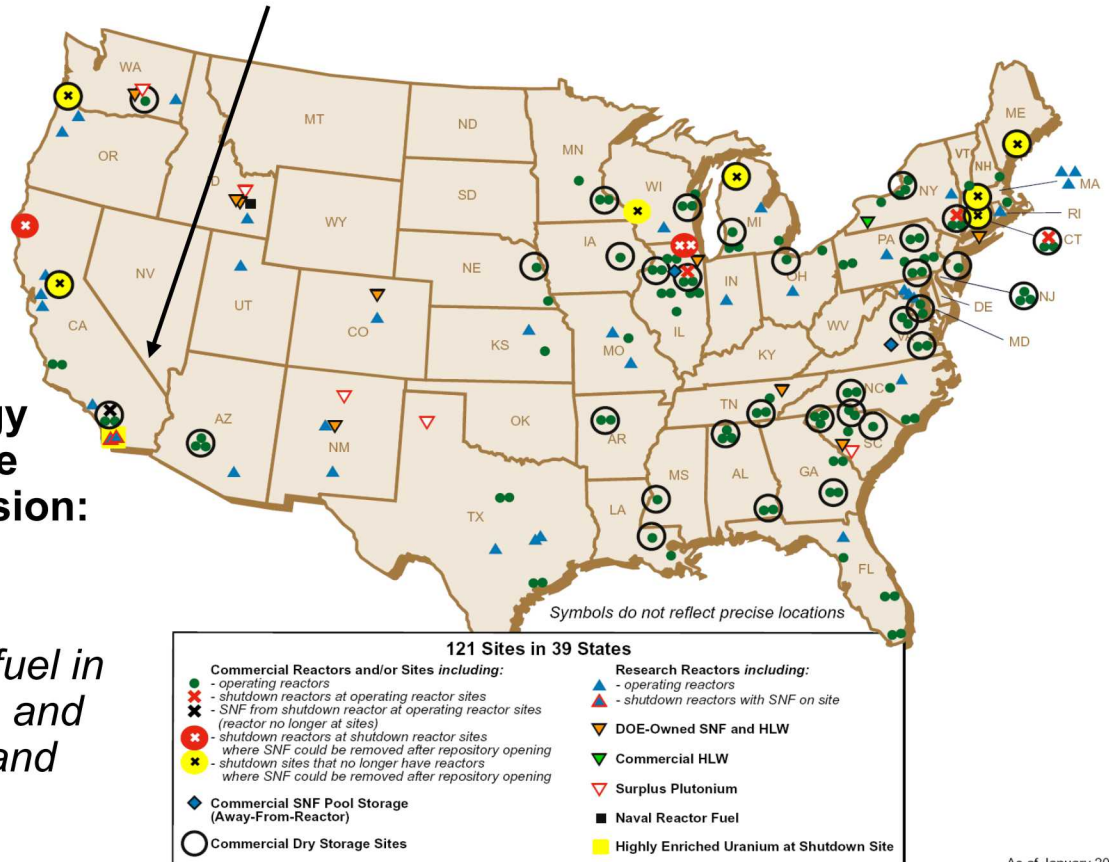 WA
MT
ND
MN
ME
OR
ID
SD
WI
VT
NH
NY
MA
WY
MI
RI
IA
PA
CT
NE
NV
OH
NJ
UT
IN
DE
CA
CO
IL
WV
VA
MD
KS
MO
KY
NC
TN
AZ
OK
AR
SC
NM
MS
AL
GA
TX
LA
FL
sion:
fuel in
and
and
Symbols do not reflect precise locations
121 Sites in 39 States
Commercial Reactors and/or Sites including:
- operating reactors
- shutdown reactors at operating reactor sites
- SNF from shutdown reactor at operating reactor sites
(reactor no longer at sites)
- shutdown reactors at shutdown reactor sites
where SNF could be removed after repository opening
- shutdown sites that no longer have reactors
where SNF could be removed after repository opening
Commercial SNF Pool Storage
(Away-From-Reactor)
Commercial Dry Storage Sites
Research Reactors including:
- operating reactors
- shutdown reactors with SNF on site
DOE-Owned SNF and HLW
Commercial HLW
Surplus Plutonium
Naval Reactor Fuel
Highly Enriched Uranium at Shutdown Site